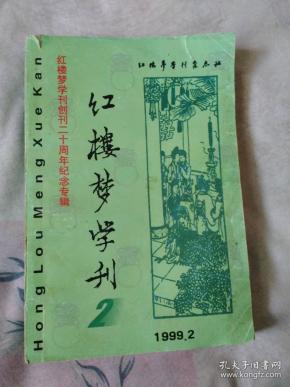 红楼梦学刊杂志社
Hong Lou Meng Xue Kan
红楼梦学刊创刊二十周年纪念专辑
红楼梦学刊
2
1999.2
孔夫子旧书网